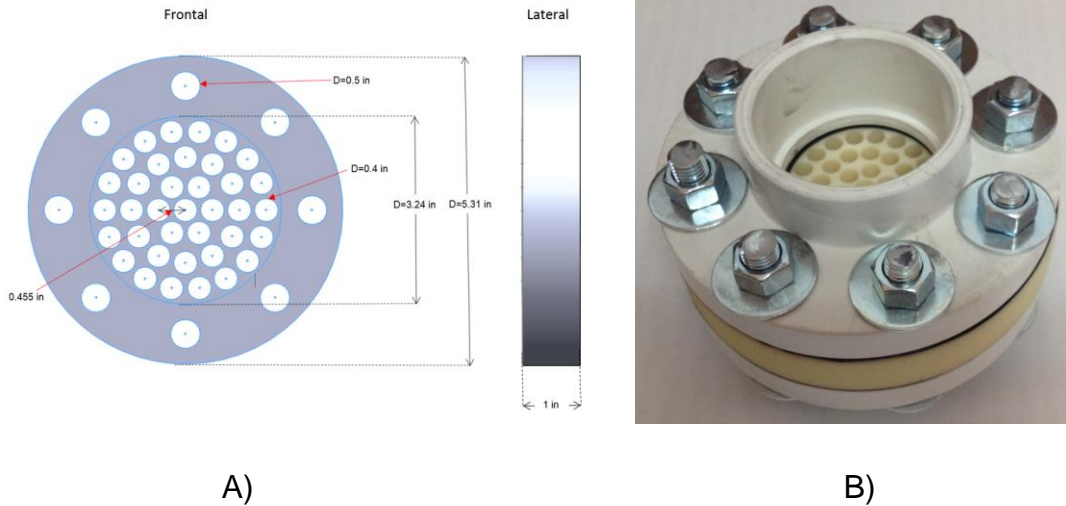 Frontal
Lateral
D=0.5 in
D=0.4 in
D=3.24 in
D=5.31 in
0.455 in
1 in
A)
B)